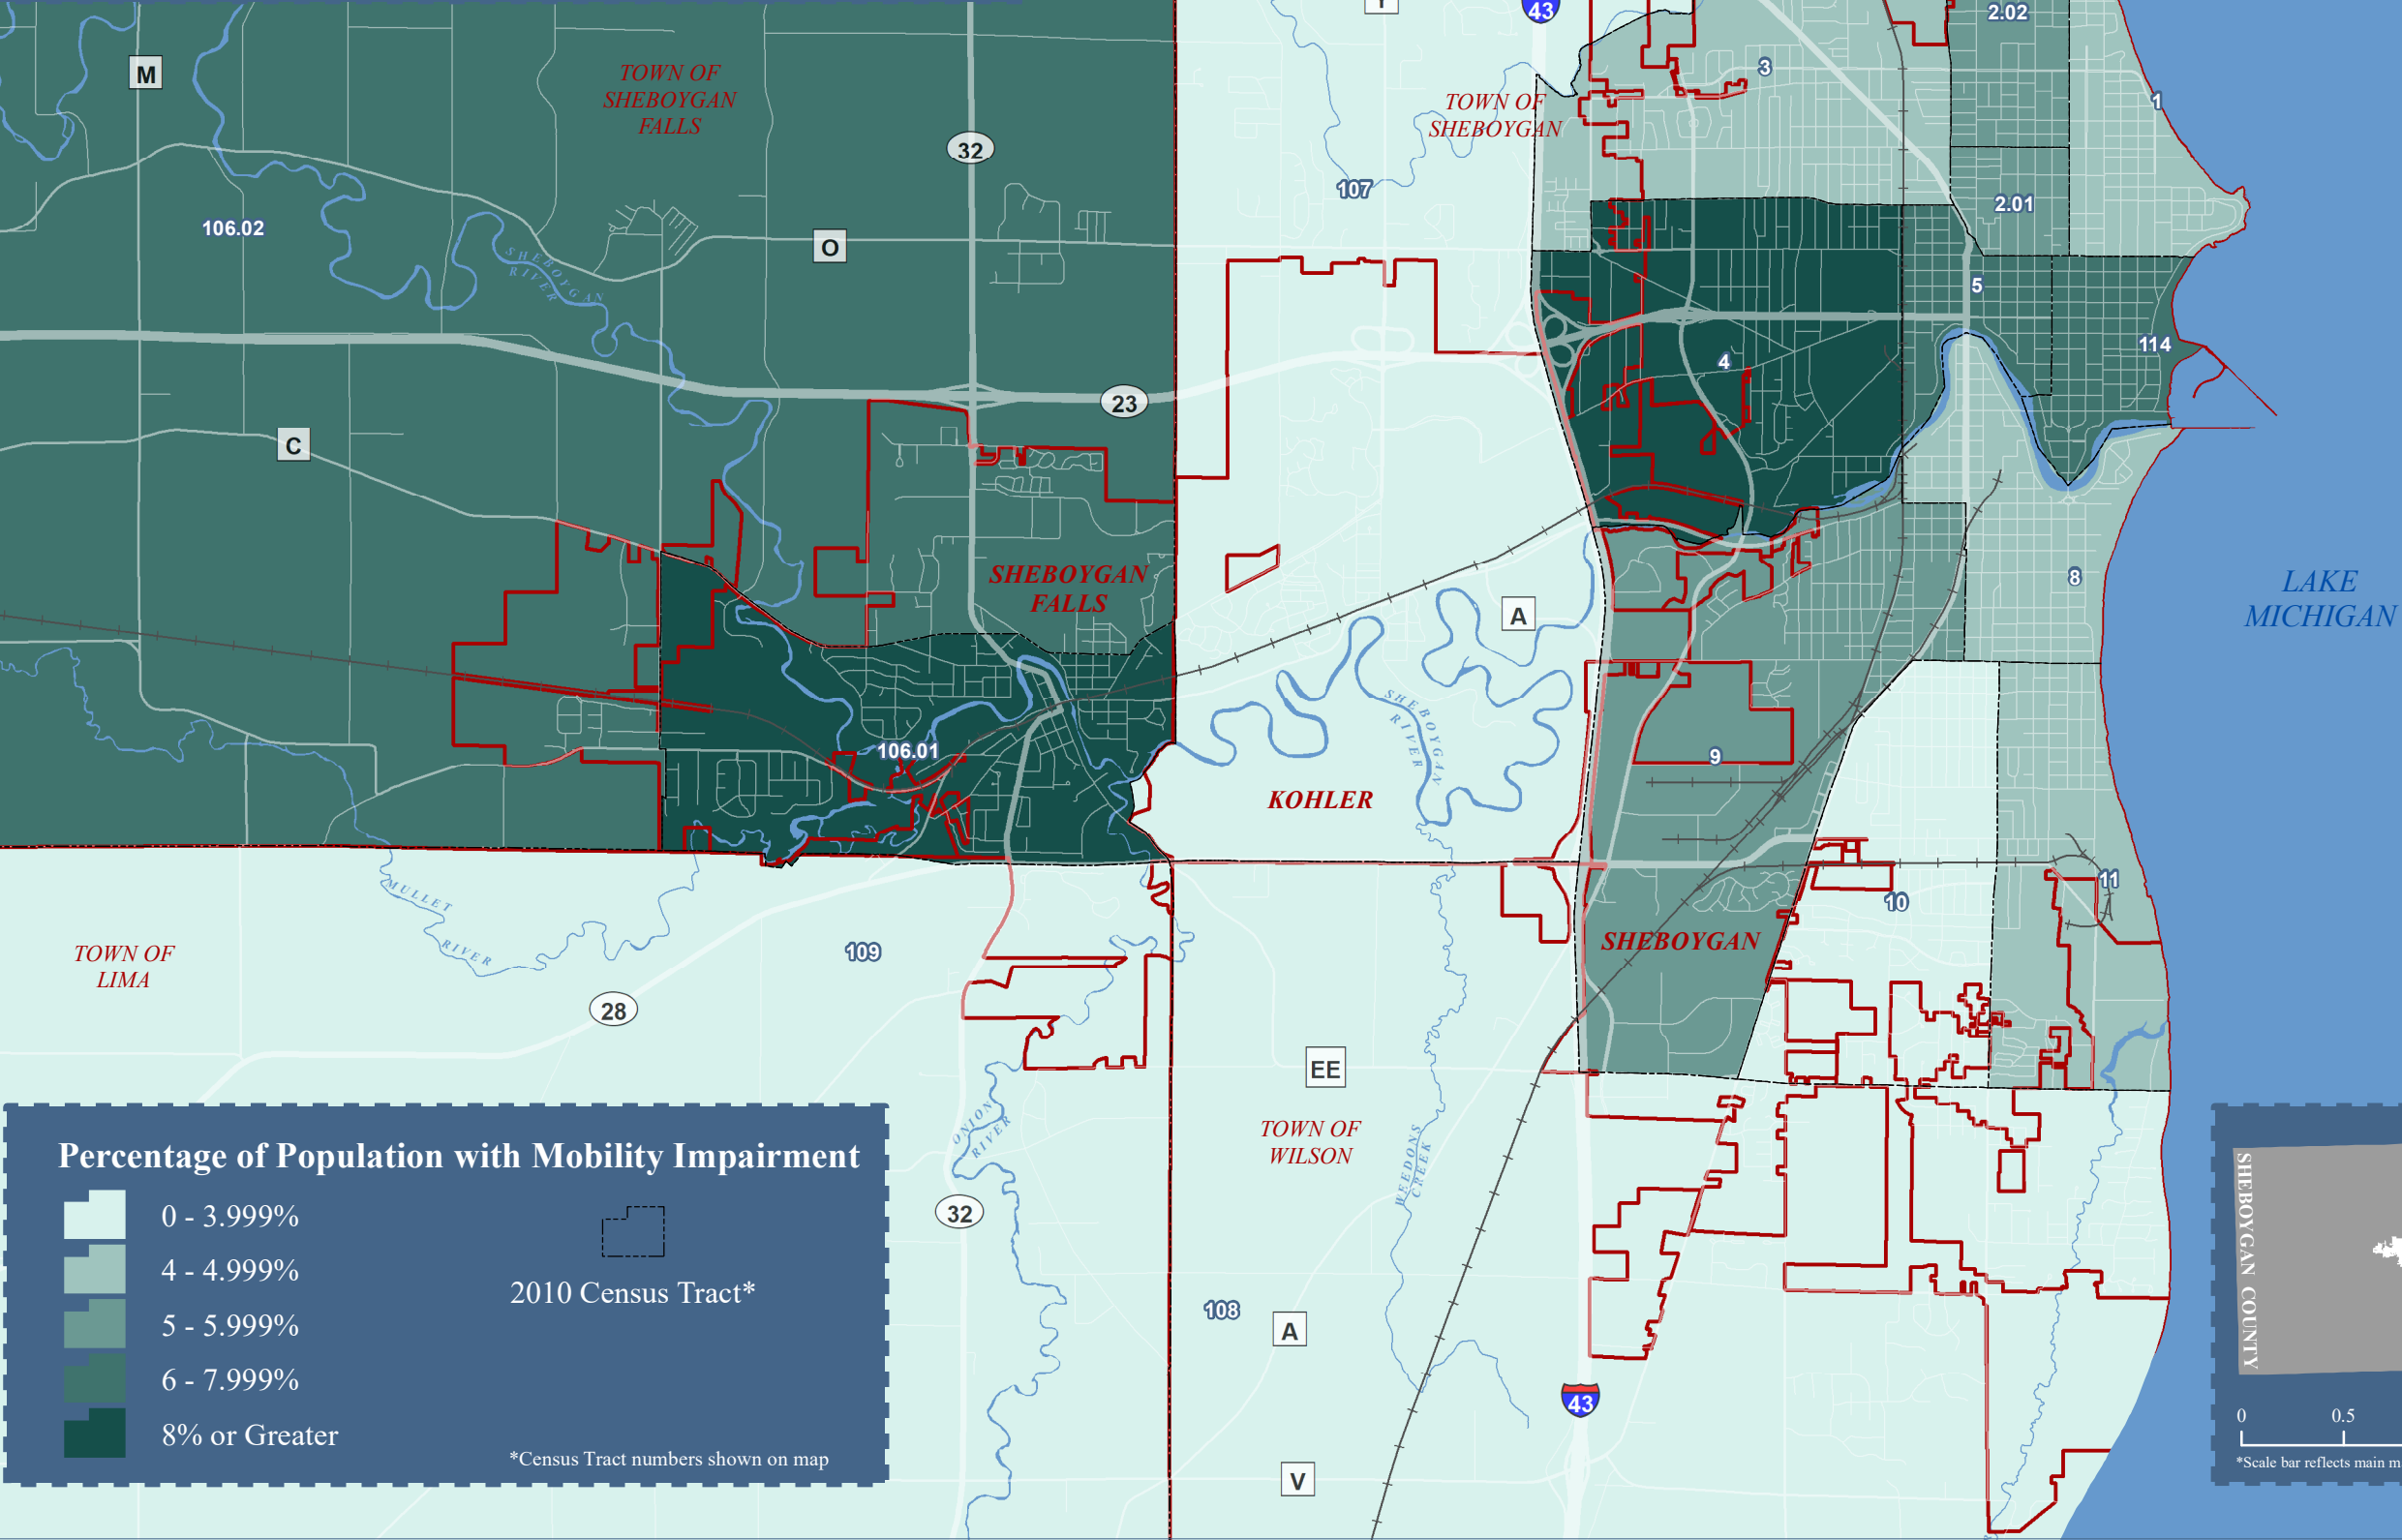 Y
43
2.02
M
TOWN OF
SHEBOYGAN
FALLS
3
1
TOWN OF
SHEBOYGAN
32
107
2.01
106.02
O
SHEBOYGAN
RIVER
5
114
4
23
C
SHEBOYGAN
FALLS
8
LAKE
MICHIGAN
A
SHEBOYGAN
RIVER
106.01
9
KOHLER
11
10
MULLET
RIVER
SHEBOYGAN
TOWN OF
LIMA
109
28
EE
ONION
RIVER
TOWN OF
WILSON
WEEDONS
CREEK
32
108
A
43
V
Percentage of Population with Mobility Impairment
0 - 3.999%
4 - 4.999%
5 - 5.999%
6 - 7.999%
8% or Greater
2010 Census Tract*
*Census Tract numbers shown on map
SHEBOYGAN COUNTY
0 0.5
*Scale bar reflects main m